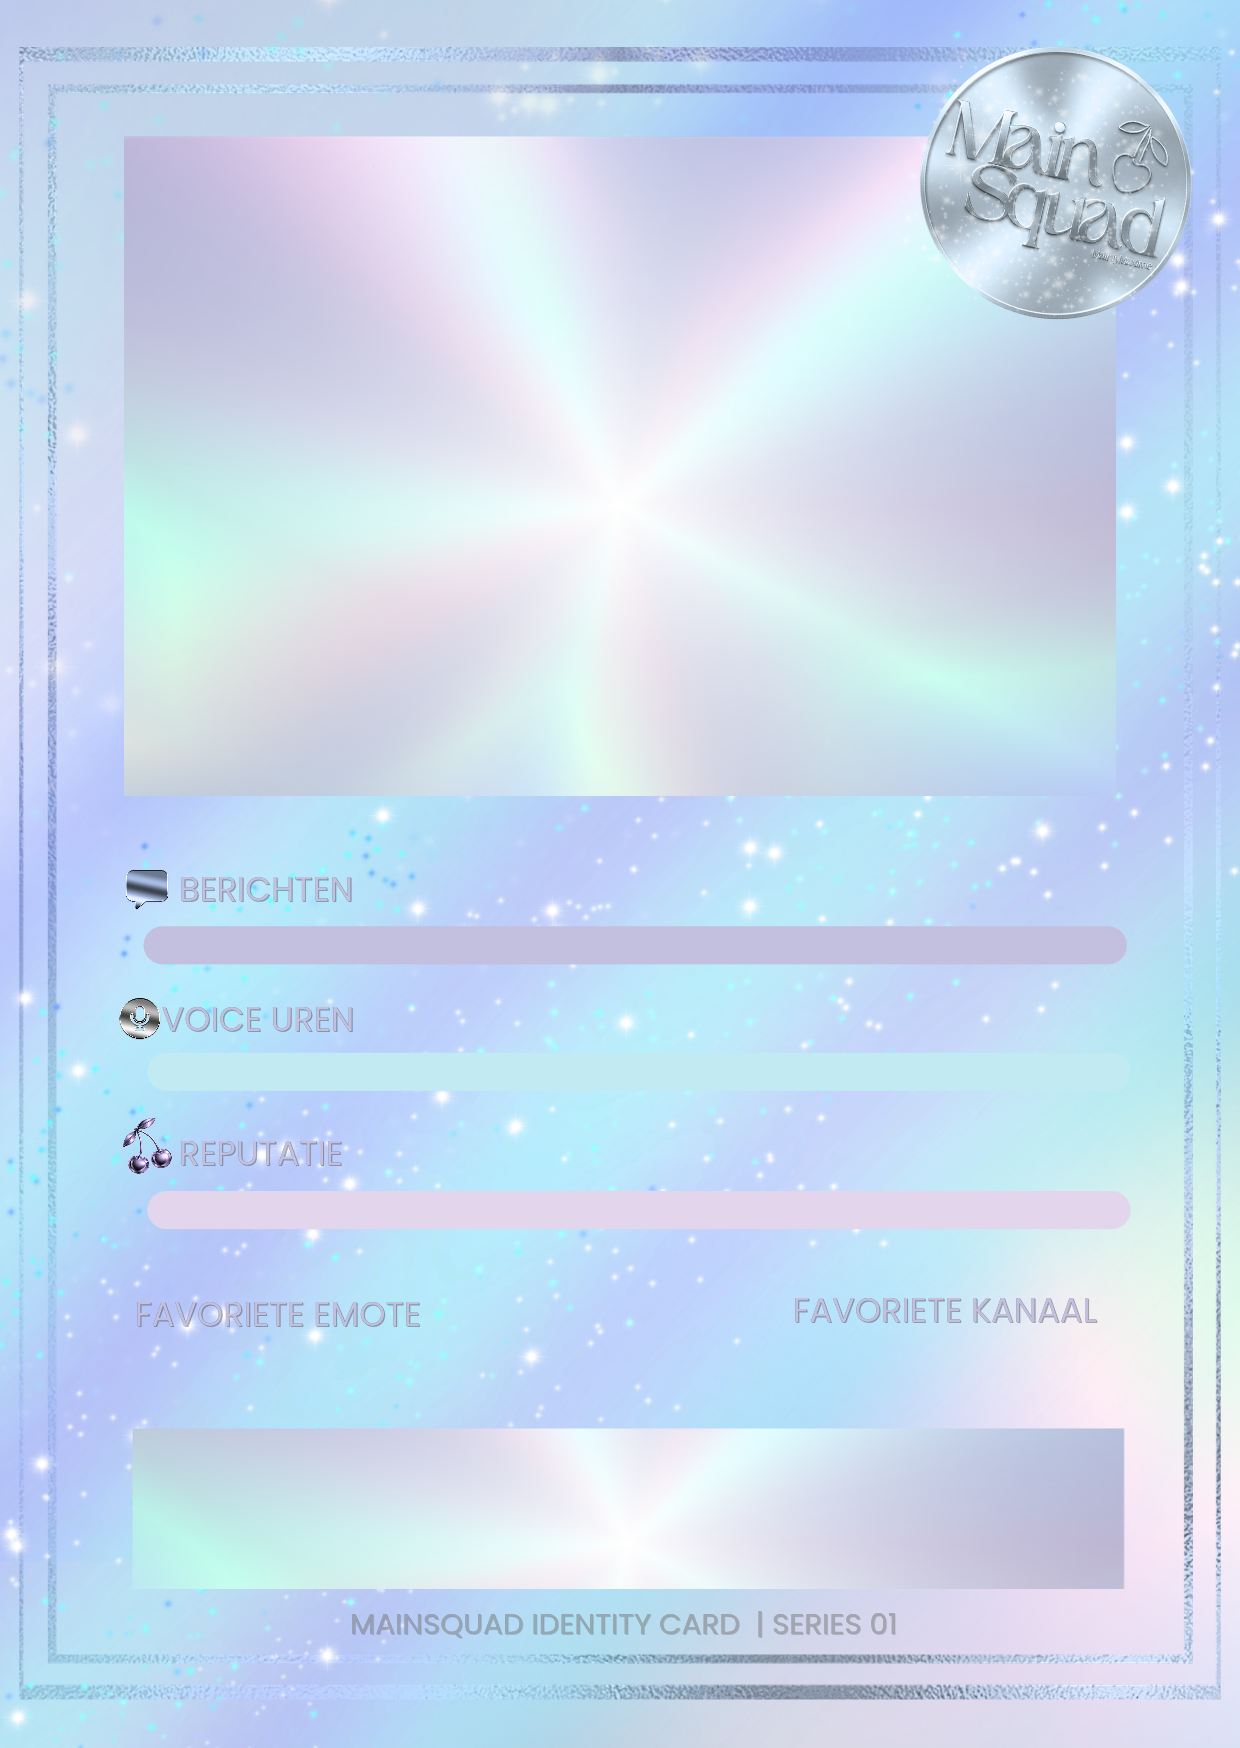 Main
Squad
BERICHTEN
VOICE UREN
REPUTATIE
FAVORIETE EMOTE
FAVORIETE KANAAL
MAINSQUAD IDENTITY CARD | SERIES 01